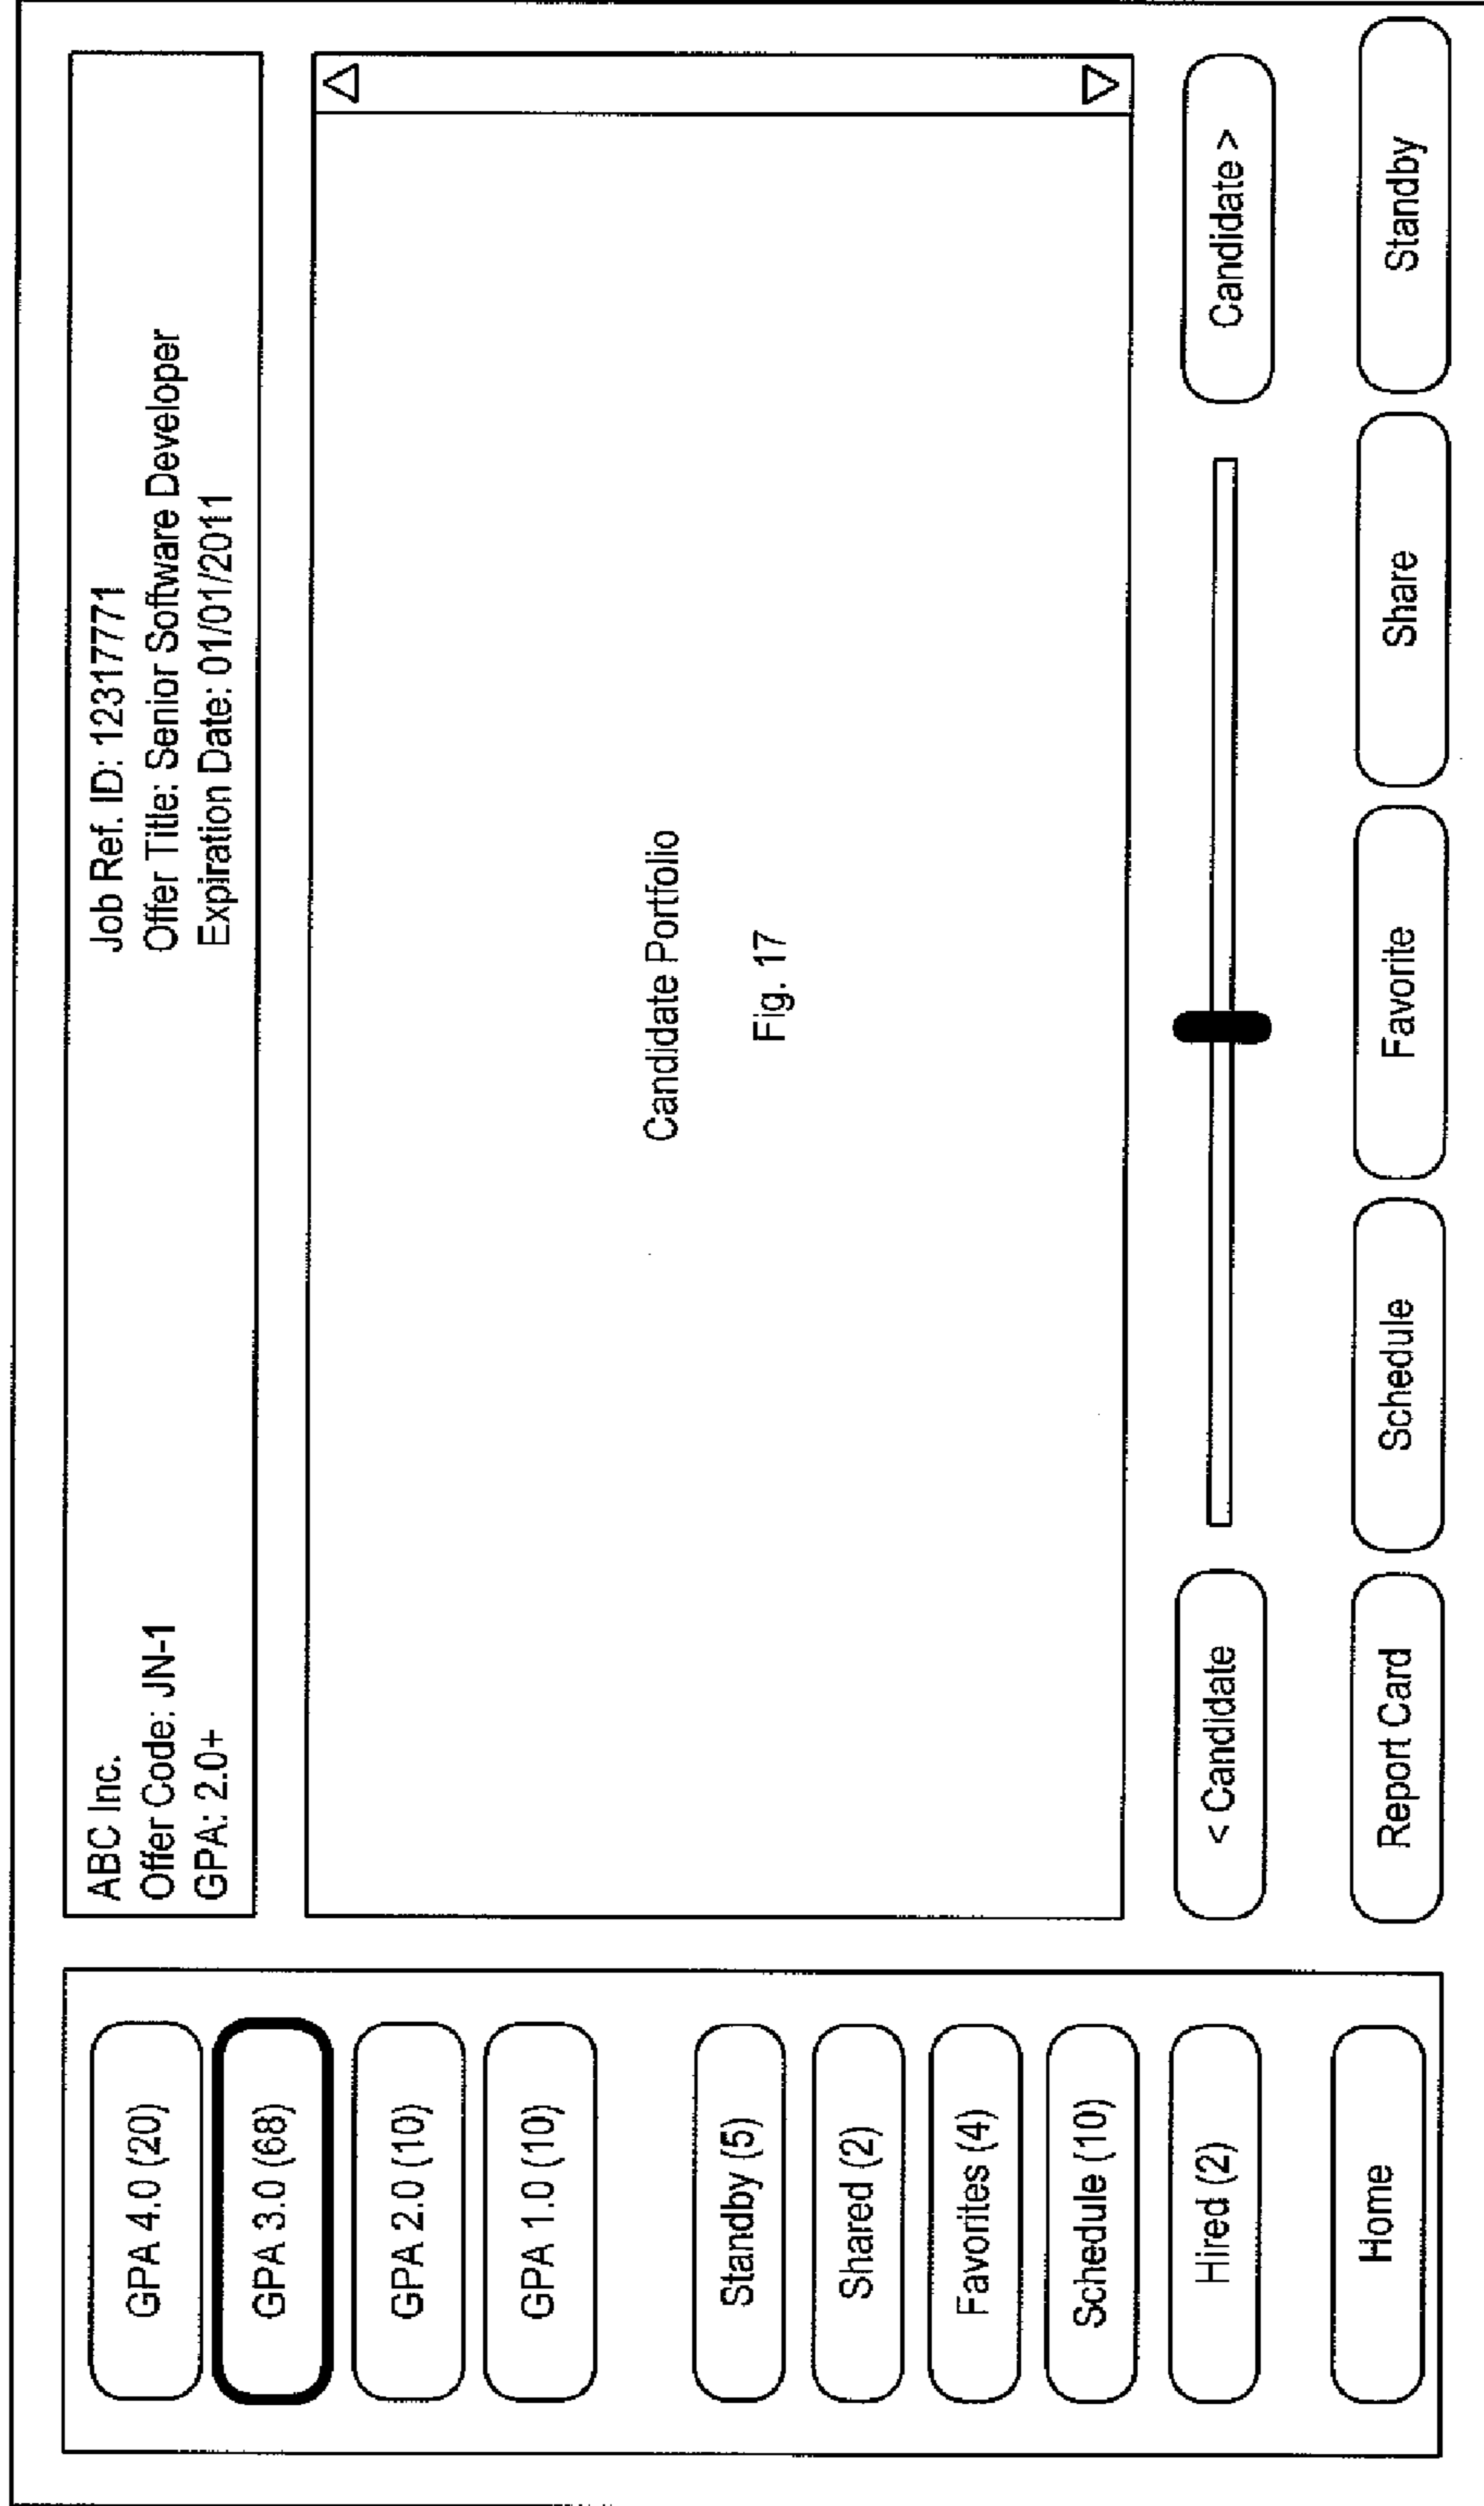 GPA 4.0 (20)
GPA 3.0 (68)
GPA 2.0 (10)
GPA 1.0 (10)
Standby (5)
Shared (2)
Favorites (4)
Schedule (10)
Hired (2)
Home
ABC Inc.
Offer Code: JN-1
GPA: 2.0+
Job Ref. ID: 12317771
Offer Title: Senior Software Developer
Expiration Date: 01/01/2011
Candidate Portfolio
Fig. 17
< Candidate
Candidate >
Report Card
Schedule
Favorite
Share
Standby